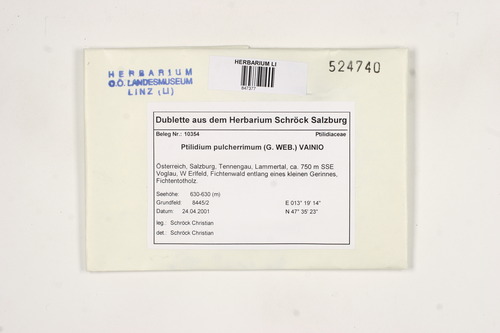 HERBARIUM
O.Ö. LANDESMUSEUM
LINZ (LI)
HERBARIUM LI
847377
524740
Dublette aus dem Herbarium Schröck Salzburg
Beleg Nr.: 10354 Ptilidiaceae
Ptilidium pulcherrimum (G. WEB.) VAINIO
Österreich, Salzburg, Tennengau, Lammertal, ca. 750 m SSE
Voglau, W Erlfeld, Fichtenwald entlang eines kleinen Gerinnes,
Fichtentotholz.
Seehöhe: 630-630 (m)
Grundfeld: 8445/2 E 013° 19' 14"
Datum: 24.04.2001 N 47° 35' 23"
leg.: Schröck Christian
det.: Schröck Christian